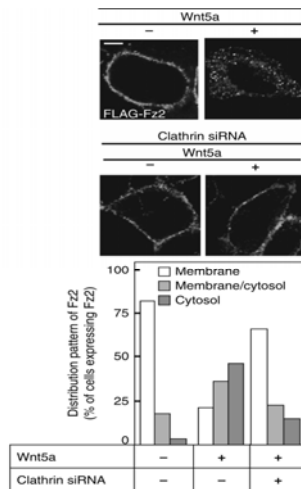 Wnt5a
– +
FLAG-Fz2
Clathrin siRNA
Wnt5a
– +
Distribution pattern of Fz2
(% of cells expressing Fz2)
100
75
50
25
0
Membrane
Membrane/cytosol
Cytosol
Wnt5a – + +
Clathrin siRNA – – +